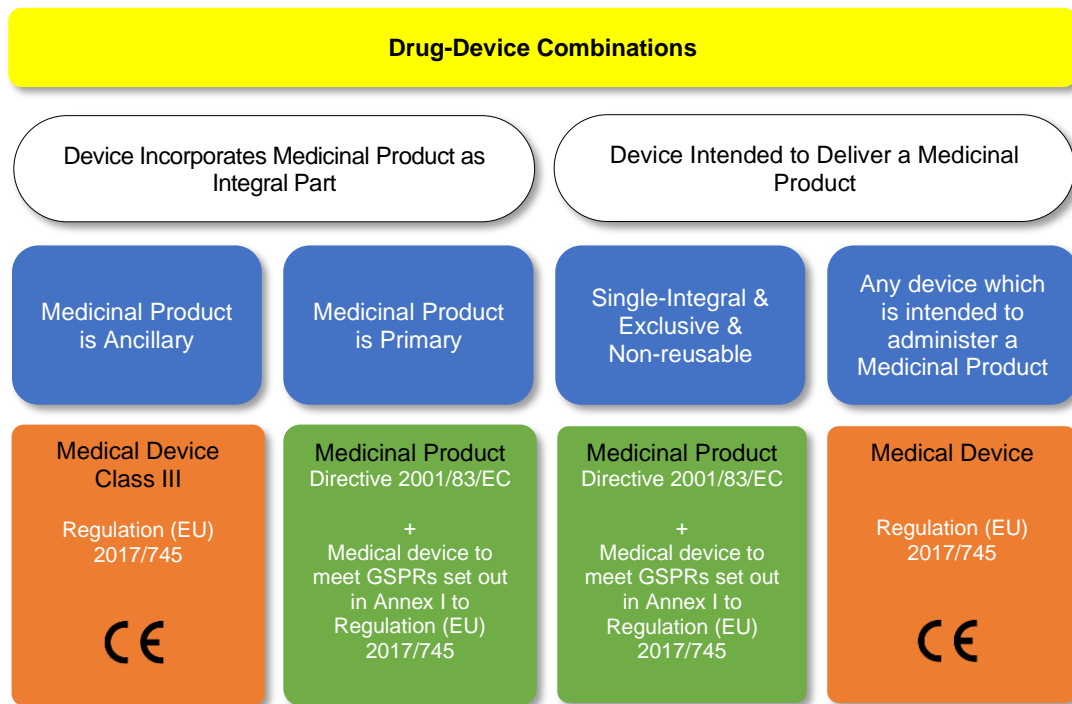 Drug-Device Combinations
Device Incorporates Medicinal Product as
Integral Part
Device Intended to Deliver a Medicinal
Product
Medicinal Product
is Ancillary
Medicinal Product
is Primary
Single-Integral &
Exclusive &
Non-reusable
Any device which
is intended to
administer a
Medicinal Product
Medical Device
Class III
Regulation (EU)
2017/745
CE
Medicinal Product
Directive 2001/83/EC
+
Medical device to
meet GSPRs set out
in Annex I to
Regulation (EU)
2017/745
Medicinal Product
Directive 2001/83/EC
+
Medical device to
meet GSPRs set out
in Annex I to
Regulation (EU)
2017/745
Medical Device
Regulation (EU)
2017/745
CE